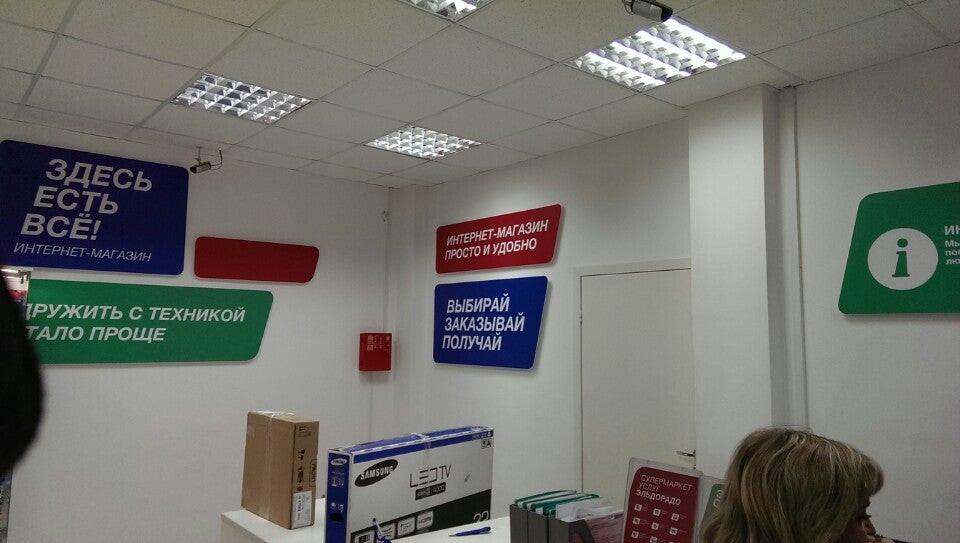 ЗДЕСЬ
ЕСТЬ
ВСЁ!
ИНТЕРНЕТ-МАГАЗИН
ДРУЖИТЬ С ТЕХНИКОЙ
ТАЛО ПРОЩЕ
ИНТЕРНЕТ-МАГАЗИН
ПРОСТО И УДОБНО
ВЫБИРАЙ
ЗАКАЗЫВАЙ
ПОЛУЧАЙ
i
SAMSUNG
LED TV
СУПЕРМАРКЕТ
УСЛУГ
ЭЛЬДОРАДО